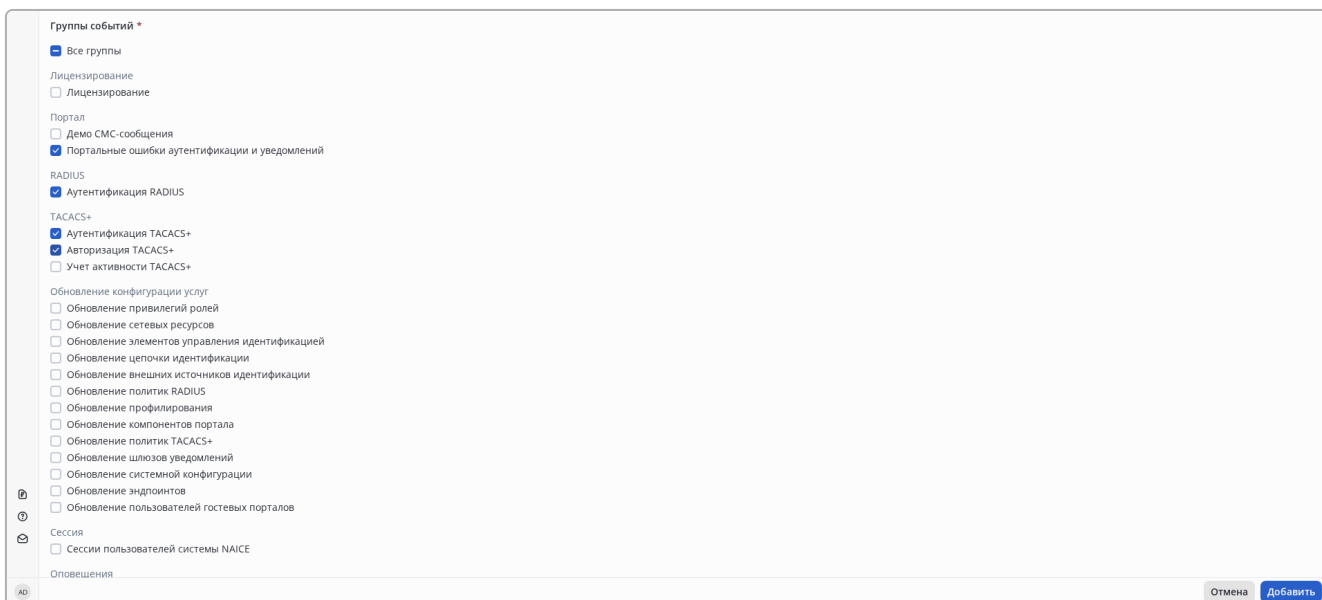 Группы событий *
Все группы
Лицензирование
Лицензирование
Портал
Демо СМС-сообщения
Портальные ошибки аутентификации и уведомлений
RADIUS
Аутентификация RADIUS
TACACS+
Аутентификация TACACS+
Авторизация TACACS+
Учет активности TACACS+
Обновление конфигурации услуг
Обновление привилегий ролей
Обновление сетевых ресурсов
Обновление элементов управления идентификацией
Обновление цепочки идентификации
Обновление внешних источников идентификации
Обновление политик RADIUS
Обновление профилирования
Обновление компонентов портала
Обновление политик TACACS+
Обновление шлюзов уведомлений
Обновление системной конфигурации
Обновление эндпоинтов
Обновление пользователей гостевых порталов
Сессия
Сессии пользователей системы NAICE
Оповещения
AD
Отмена
Добавить